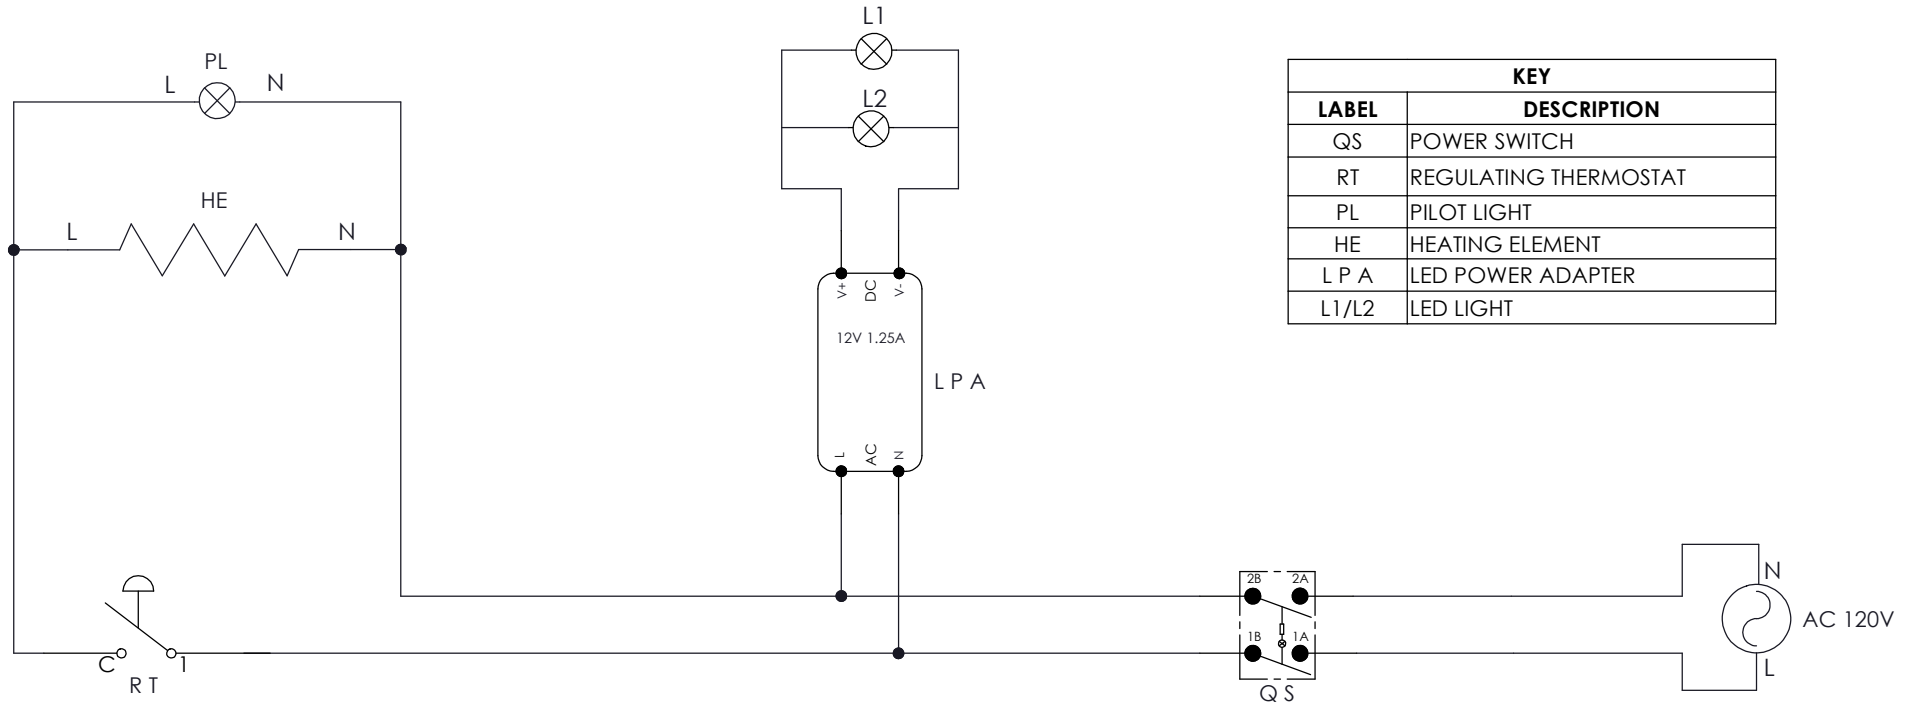 L1
PL
L N
L2
HE
L N
KEY
LABEL DESCRIPTION
QS POWER SWITCH
RT REGULATING THERMOSTAT
PL PILOT LIGHT
HE HEATING ELEMENT
L P A LED POWER ADAPTER
L1/L2 LED LIGHT
V+ DC V-
12V 1.25A
L P A
L AC N
2B 2A
1B 1A
Q S
N
AC 120V
L
C 1
R T